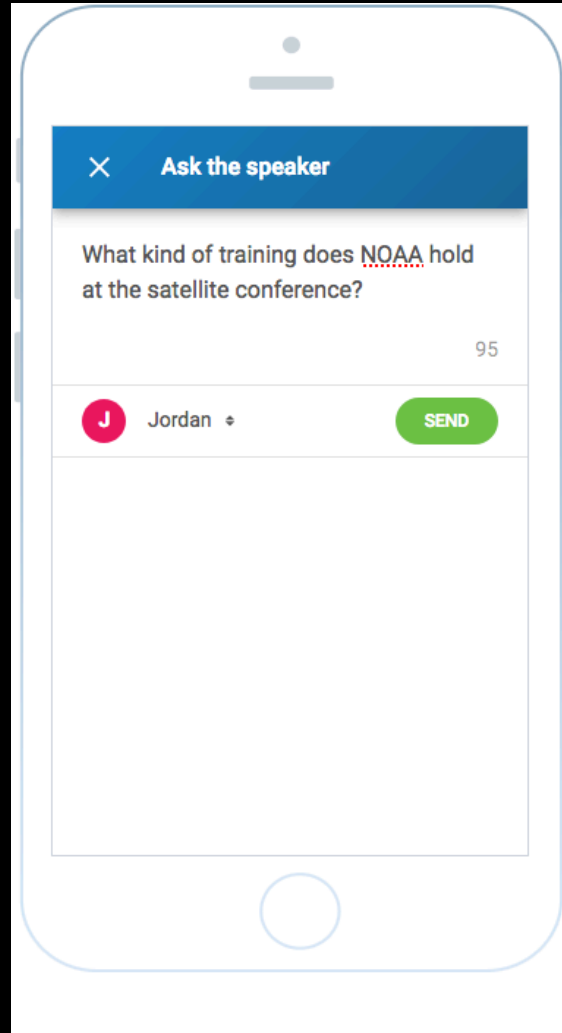 Ask the speaker
What kind of training does NOAA hold
at the satellite conference?
95
J Jordan SEND